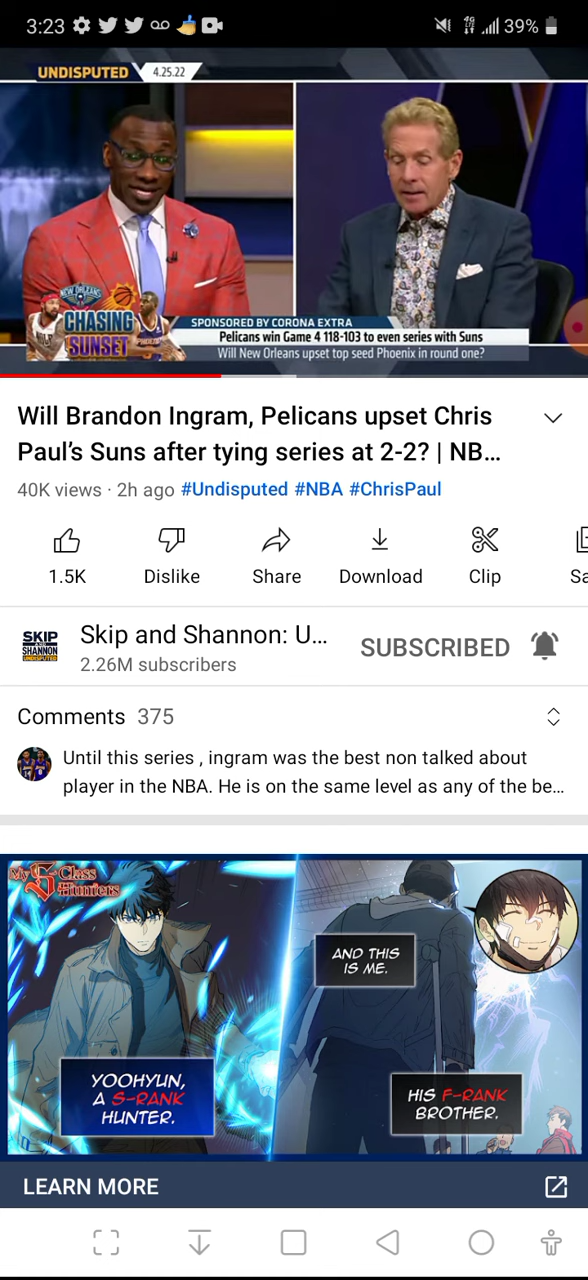 3:23
4G
LTE
39%
UNDISPUTED
4.25.22
NEW ORLEANS
CHASING
SUNSET
SPONSORED BY CORONA EXTRA
Pelicans win Game 4 118-103 to even series with Suns
Will New Orleans upset top seed Phoenix in round one?
Will Brandon Ingram, Pelicans upset Chris
Paul’s Suns after tying series at 2-2? | NB...
40K views · 2h ago #Undisputed #NBA #ChrisPaul
1.5K
Dislike
Share
Download
Clip
Sa
SKIP
AND
SHANNON
UNDISPUTED
Skip and Shannon: U...
SUBSCRIBED
2.26M subscribers
Comments 375
Until this series , ingram was the best non talked about
player in the NBA. He is on the same level as any of the be...
My S-Class
Hunters
AND THIS
IS ME.
YOOHYUN,
A S-RANK
HUNTER.
HIS F-RANK
BROTHER.
LEARN MORE